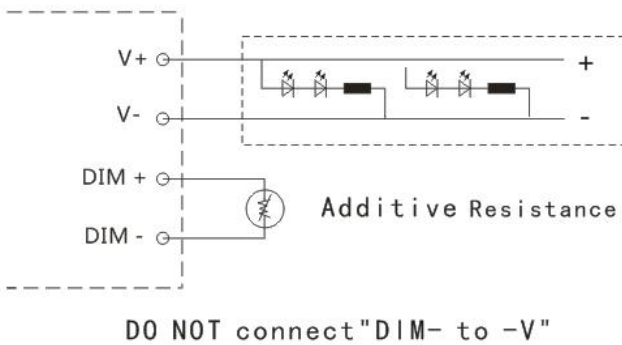 V+
+
V-
-
DIM +
Additive Resistance
DIM -
DO NOT connect"DIM- to -V"